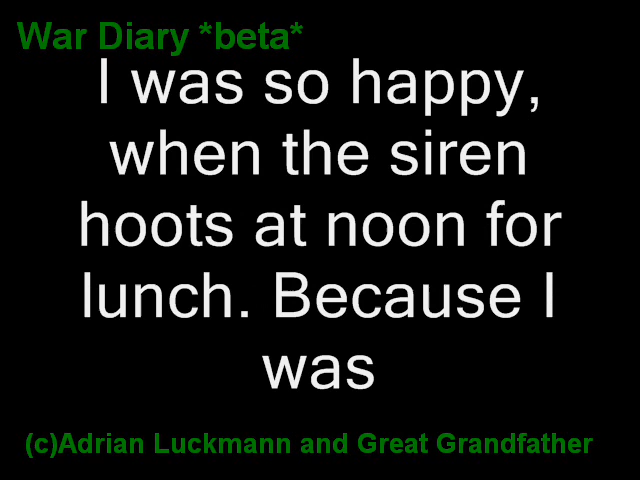 War Diary *beta*
I was so happy,
when the siren
hoots at noon for
lunch. Because I
was
(c)Adrian Luckmann and Great Grandfather